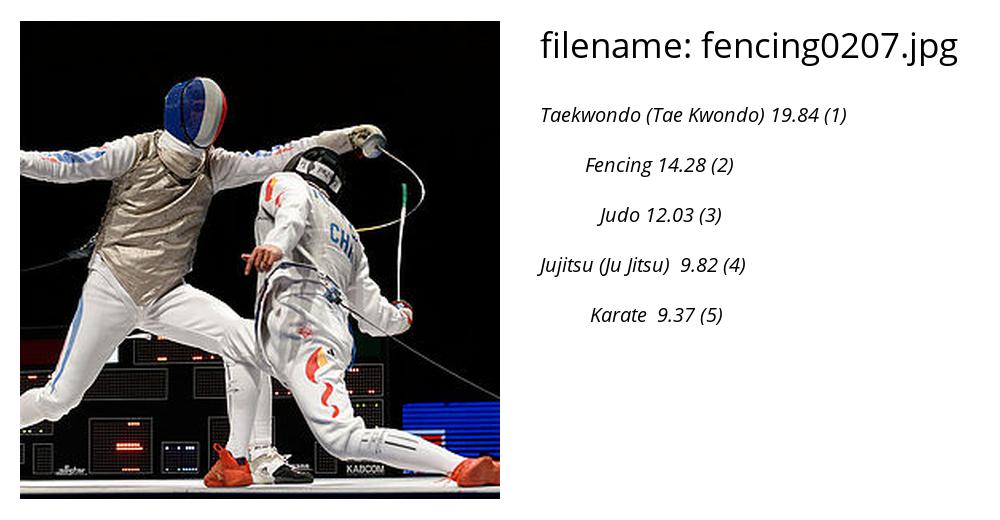 filename: fencing0207.jpg
Taekwondo (Tae Kwondo) 19.84 (1)
Fencing 14.28 (2)
Judo 12.03 (3)
Jujitsu (Ju Jitsu)  9.82 (4)
Karate  9.37 (5)
CH
KABCOM